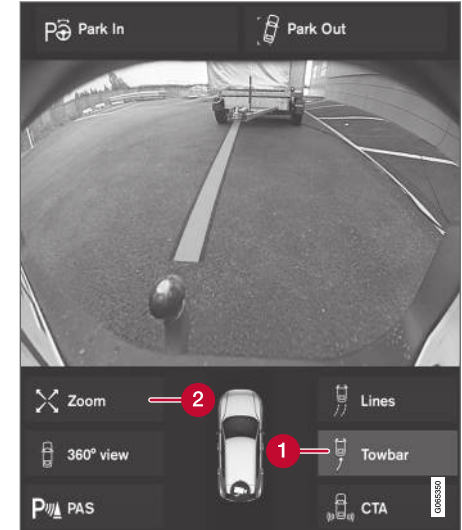 Park In
Park Out
Zoom
2
Lines
360° view
1
Towbar
PAS
CTA
G065350